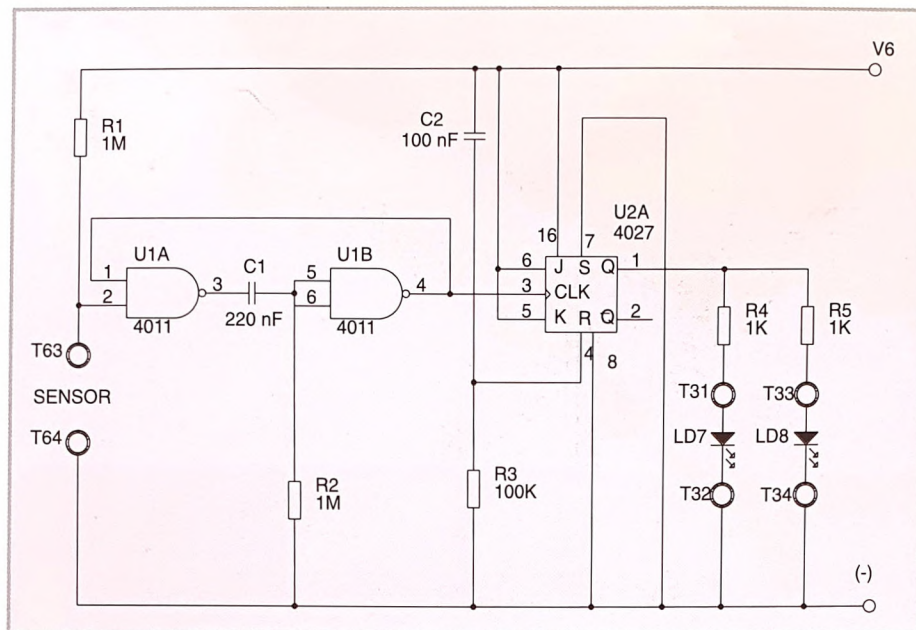 V6
R1
1M
C2
100 nF
U2A
4027
16
7
U1A
U1B
1
2
3
4011
C1
220 nF
5
6
4
4011
6
3
5
J
S
Q
CLK
K
R
Q
1
2
4
8
R4
1K
R5
1K
T63
SENSOR
T64
T31
T33
LD7
LD8
T32
T34
R2
1M
R3
100K
(-)